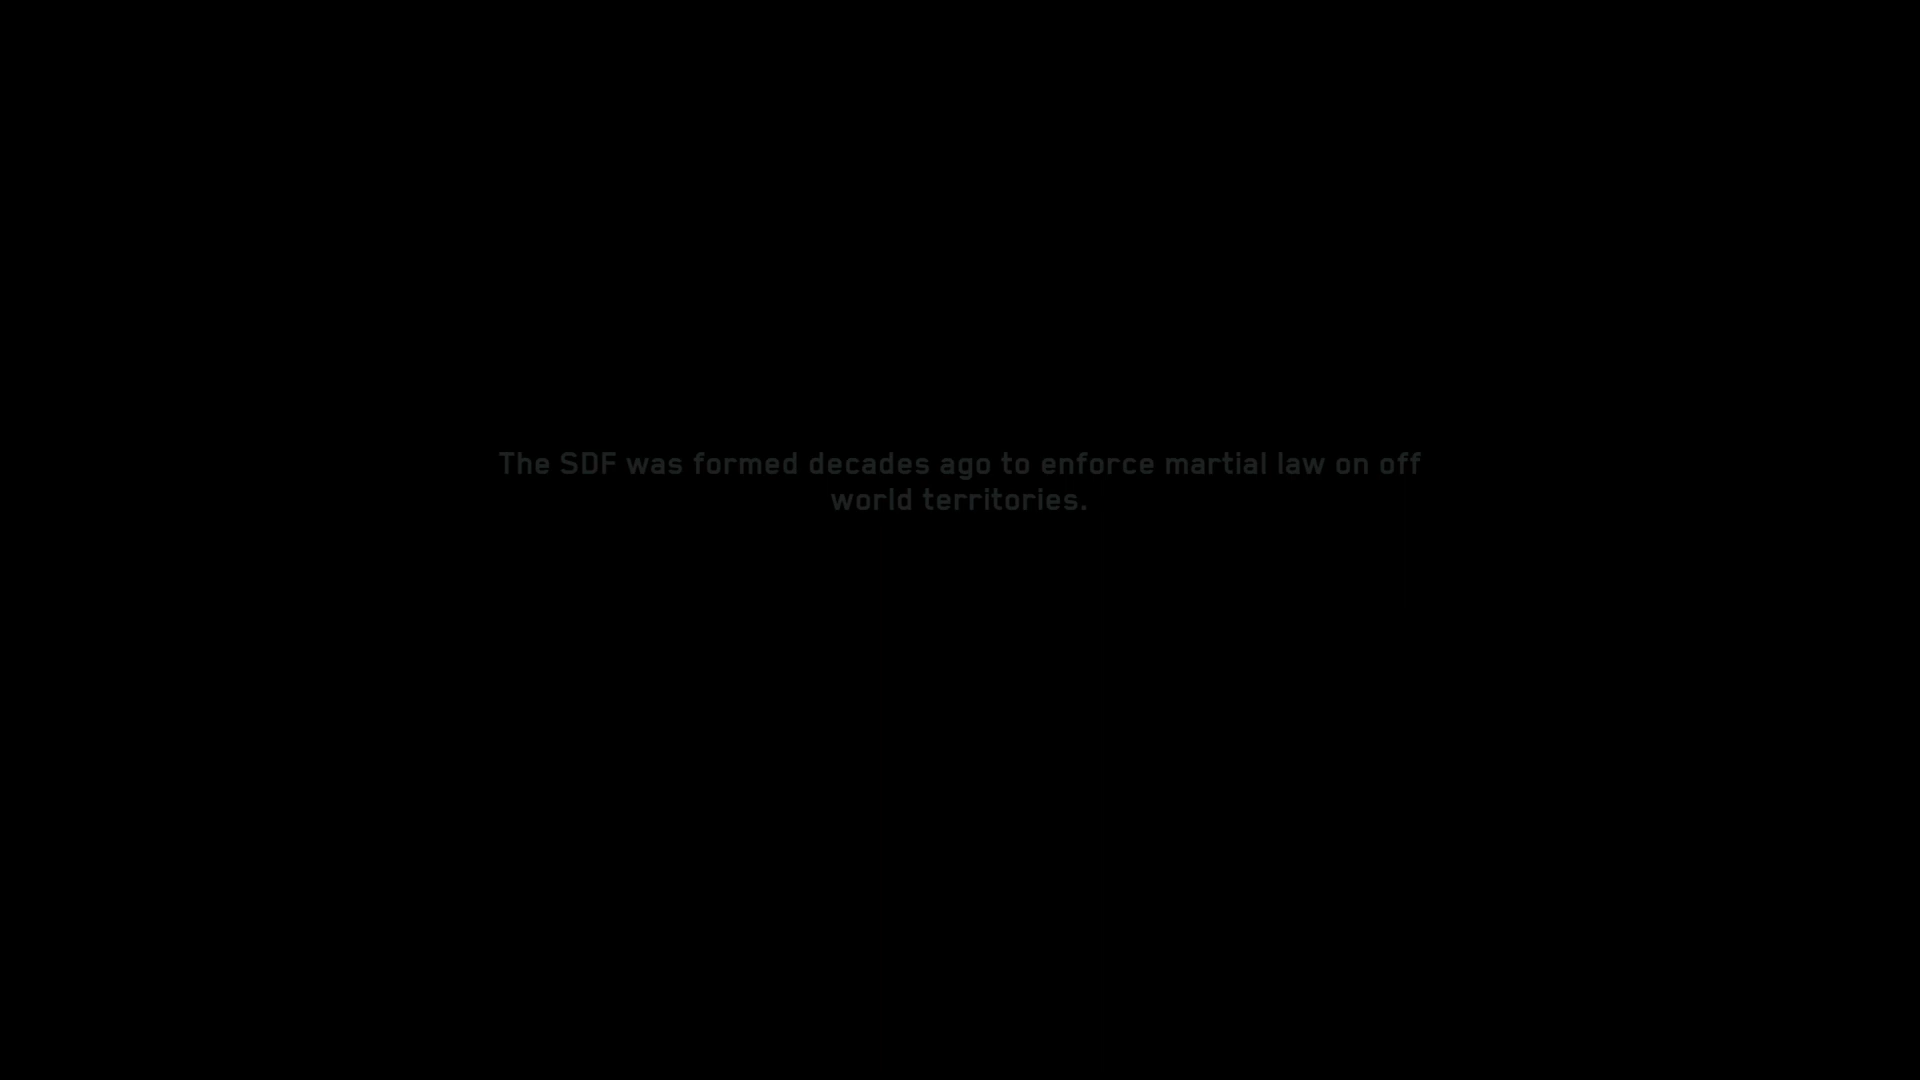 The SDF was formed decades ago to enforce martial law on off
world territories.